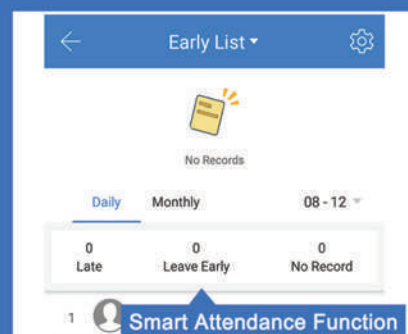 Early List
No Records
Daily Monthly 08 - 12
0 0 0
Late Leave Early No Record
1 Smart Attendance Function